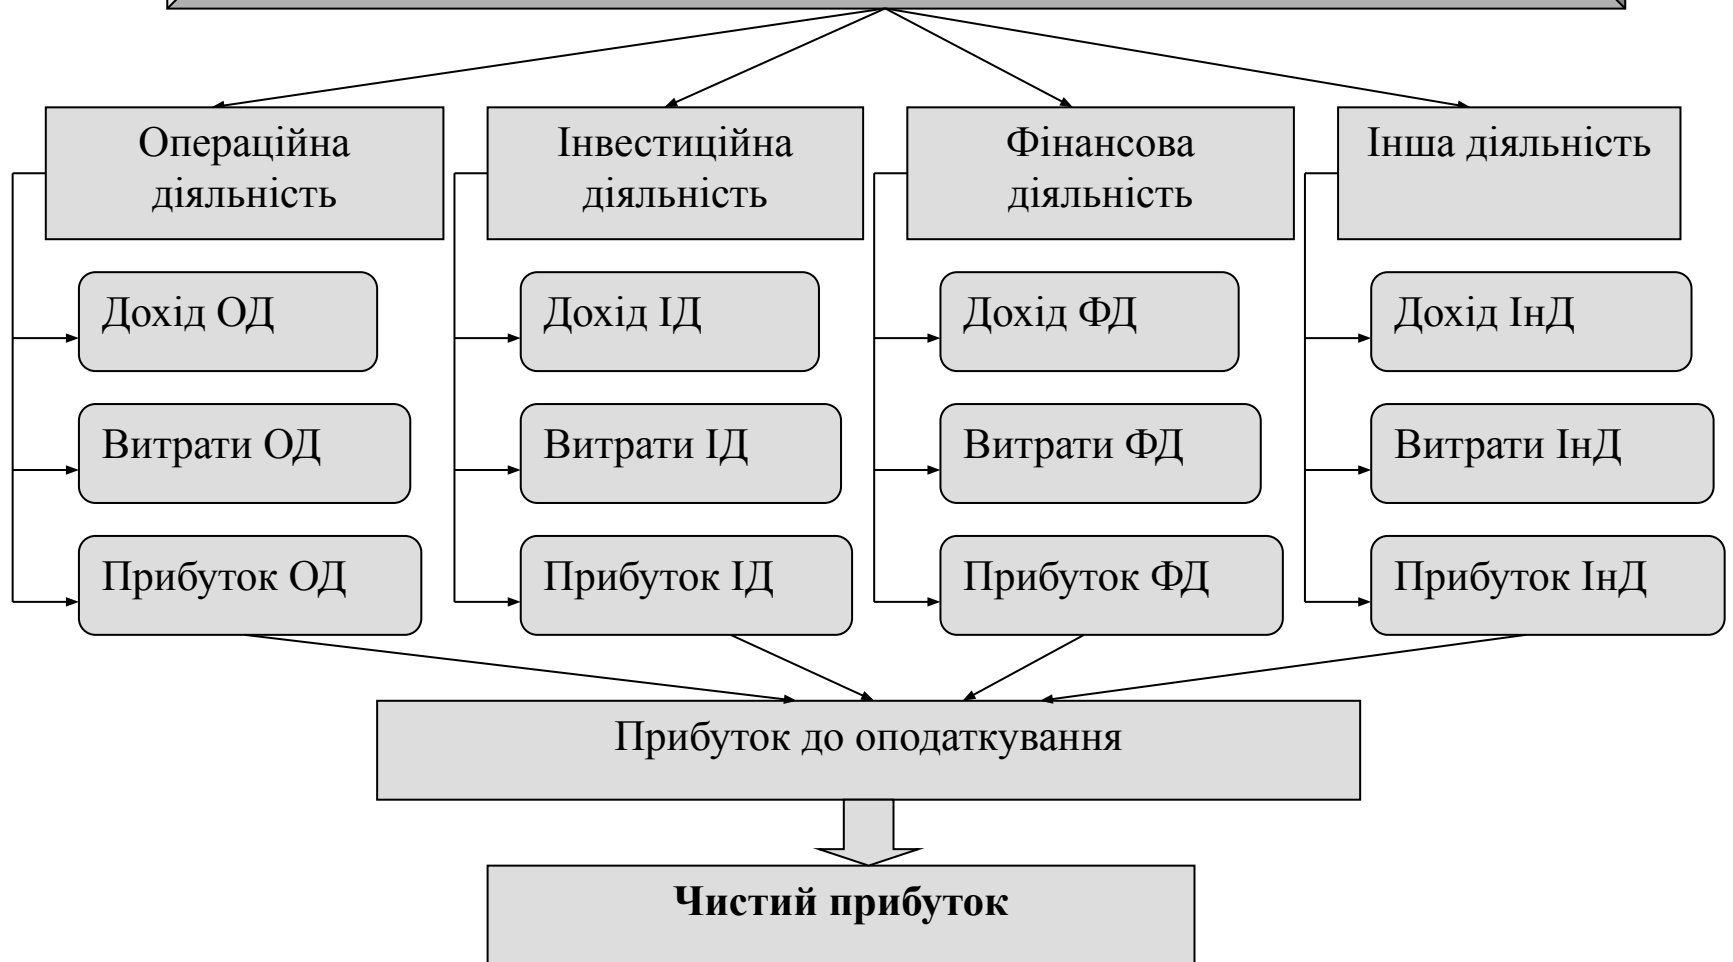 Операційна
діяльність
Інвестиційна
діяльність
Фінансова
діяльність
Інша діяльність
Дохід ОД
Дохід ІД
Дохід ФД
Дохід ІнД
Витрати ОД
Витрати ІД
Витрати ФД
Витрати ІнД
Прибуток ОД
Прибуток ІД
Прибуток ФД
Прибуток ІнД
Прибуток до оподаткування
Чистий прибуток